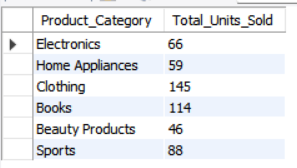 Product_Category Total_Units_Sold
Electronics 66
Home Appliances 59
Clothing 145
Books 114
Beauty Products 46
Sports 88